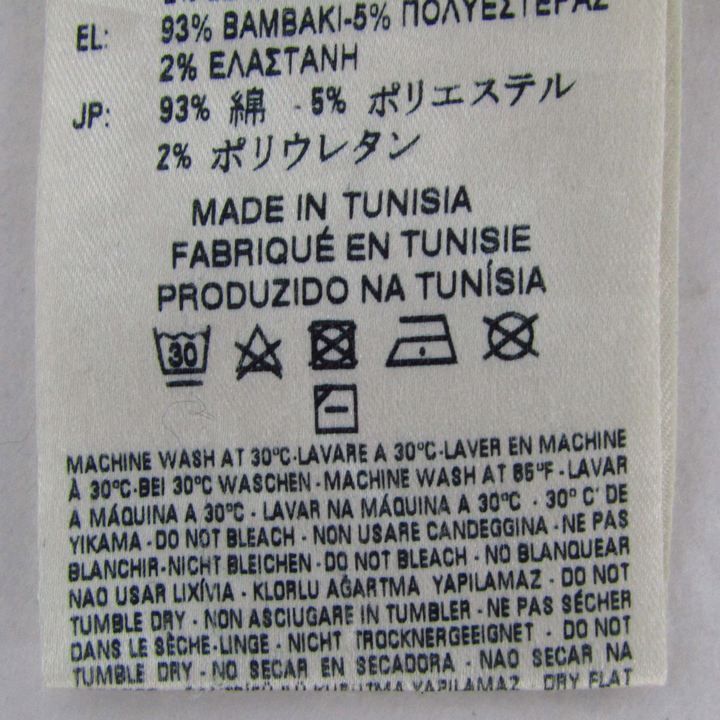 EL: 93% ΒΑΜΒΑΚΙ-5% ΠΟΛΥΕΣΤΕΡΑΣ
2% ΕΛΑΣΤΑΝΗ
JP: 93% 綿 - 5% ポリエステル
2% ポリウレタン
MADE IN TUNISIA
FABRIQUÉ EN TUNISIE
PRODUZIDO NA TUNÍSIA
30
MACHINE WASH AT 30°C-LAVARE A 30°C-LAVER EN MACHINE
À 30°C-BEI 30°C WASCHEN-MACHINE WASH AT 85°F - LAVAR
A MÁQUINA A 30°C - LAVAR NA MÁQUINA A 30°C - 30° C' DE
YIKAMA - DO NOT BLEACH - NON USARE CANDEGGINA - NE PAS
BLANCHIR-NICHT BLEICHEN - DO NOT BLEACH - NO BLANQUEAR
NAO USAR LIXÍVIA - KLORLU AĞARTMA YAPILAMAZ - DO NOT
TUMBLE DRY - NON ASCIUGARE IN TUMBLER - NE PAS SÉCHER
DANS LE SÈCHE-LINGE - NICHT TROCKNERGEEIGNET - DO NOT
TUMBLE DRY - NO SECAR EN SECADORA - NAO SECAR NA
KURUTMA YAPILAMAZ DRY FLAT